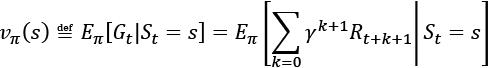 v_π(s) ≝ E_π[G_t|S_t = s] = E_π[∑_{k=0} γ^{k+1} R_{t+k+1} | S_t = s]